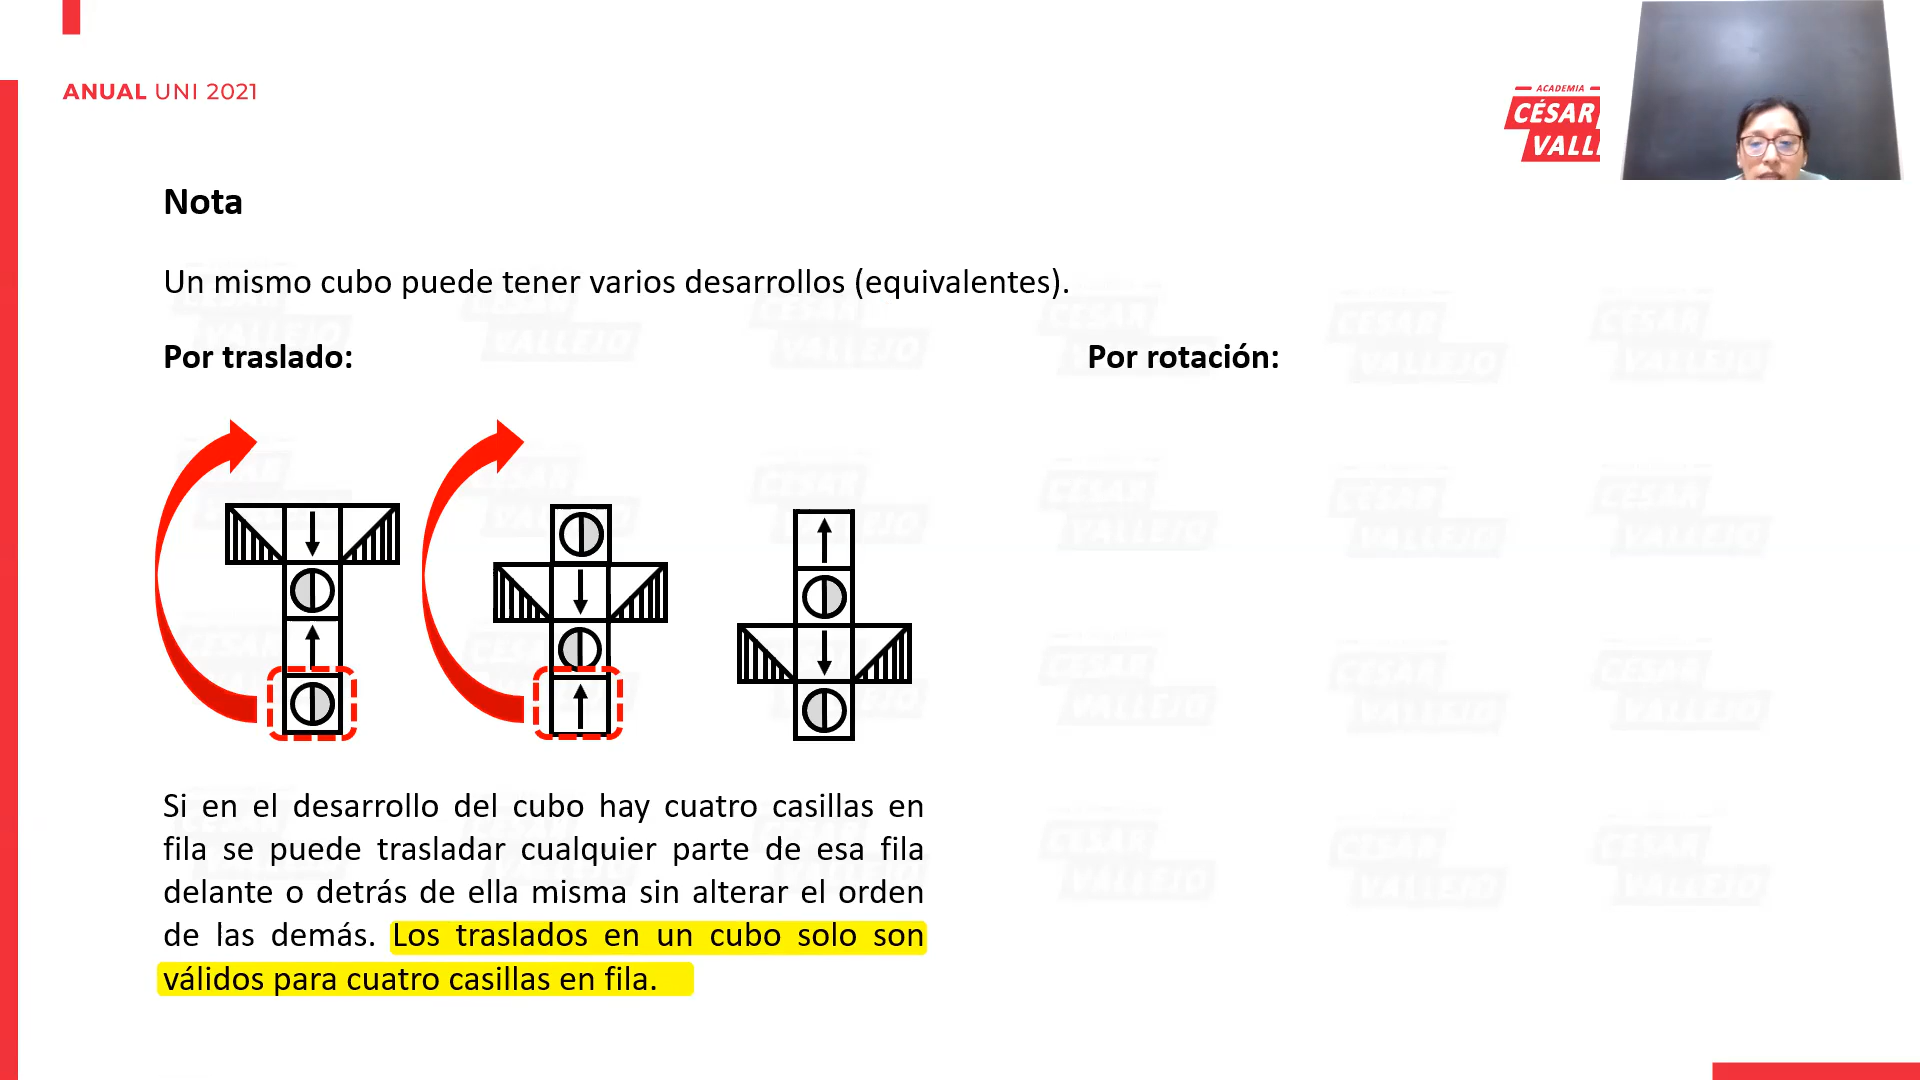 ANUAL UNI 2021
ACADEMIA
CÉSAR
VALL
Nota
Un mismo cubo puede tener varios desarrollos (equivalentes).
Por traslado:
Por rotación:
Si en el desarrollo del cubo hay cuatro casillas en
fila se puede trasladar cualquier parte de esa fila
delante o detrás de ella misma sin alterar el orden
de las demás. Los traslados en un cubo solo son
válidos para cuatro casillas en fila.